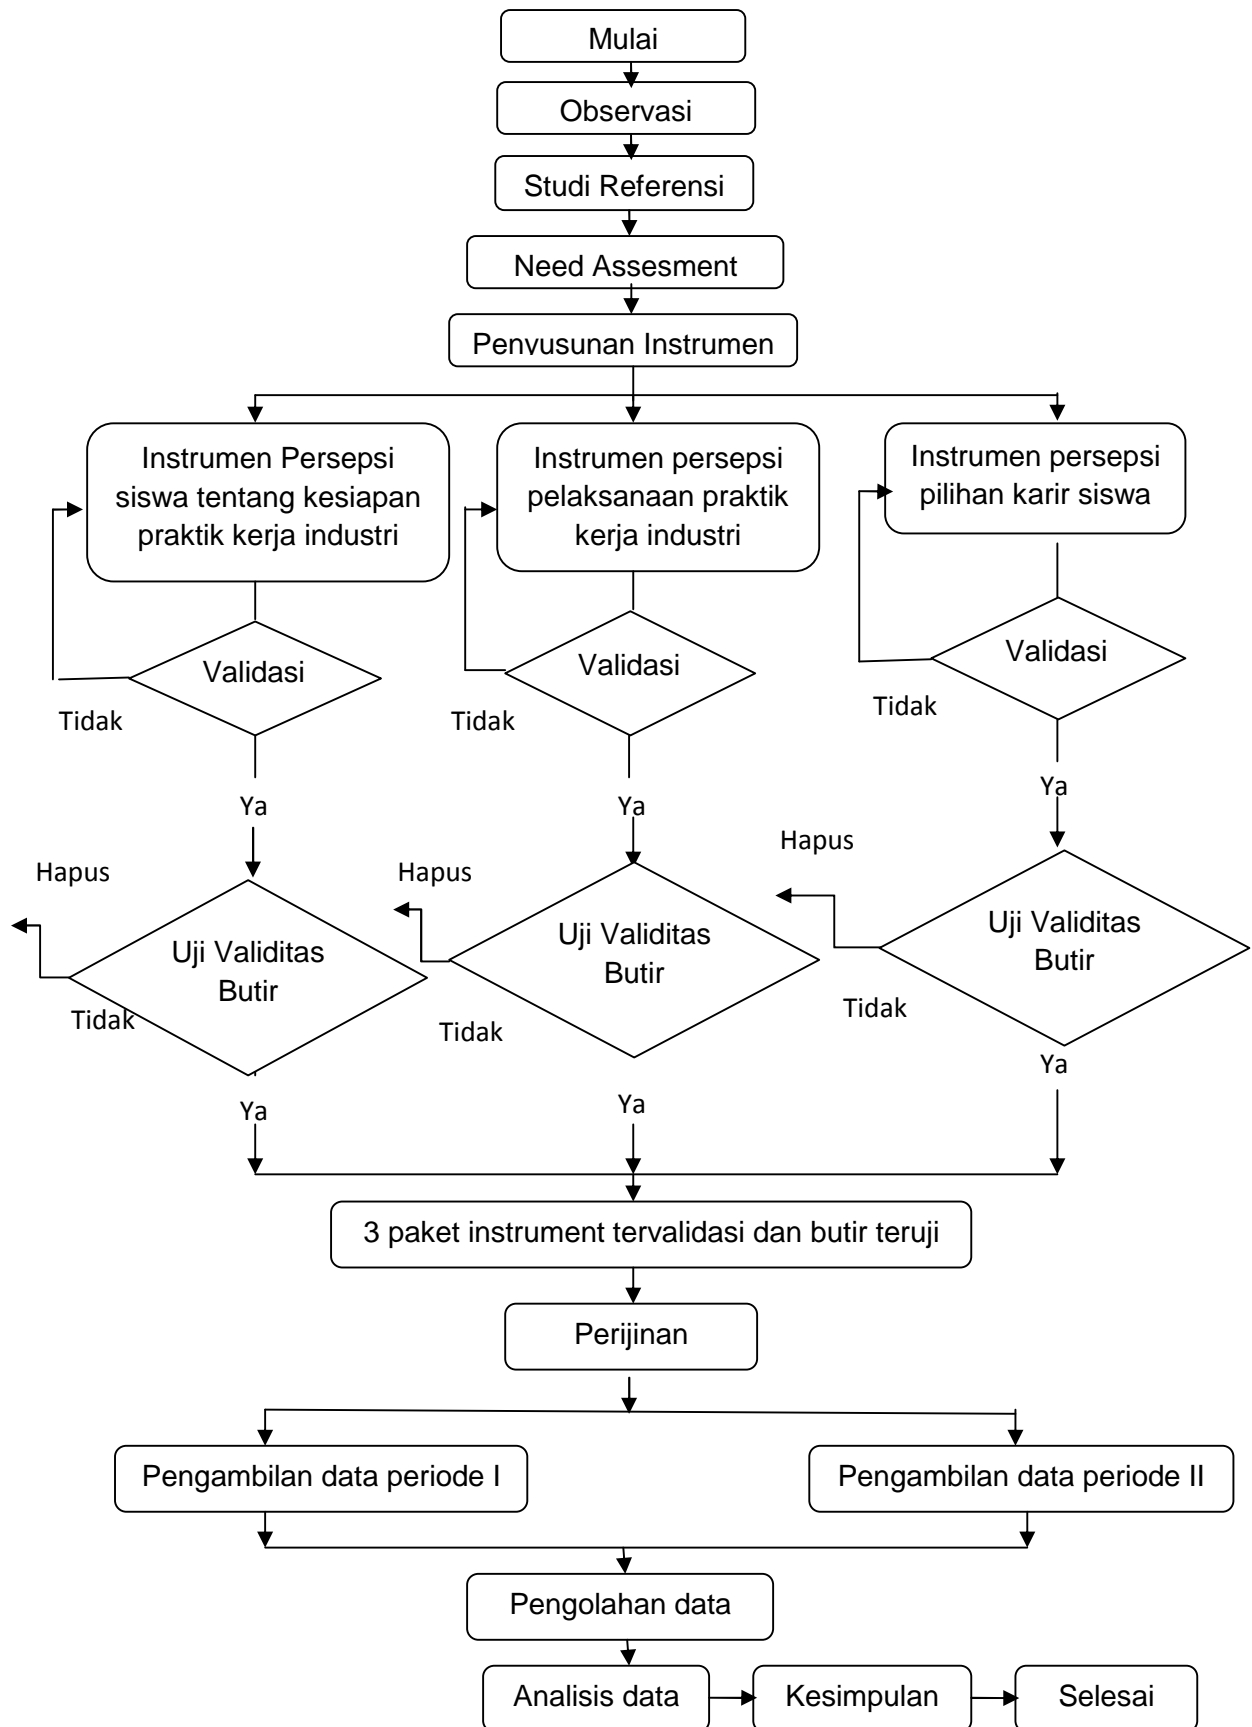 Mulai
Observasi
Studi Referensi
Need Assesment
Penyusunan Instrumen
Instrumen Persepsi
siswa tentang kesiapan
praktik kerja industri
Instrumen persepsi
pelaksanaan praktik
kerja industri
Instrumen persepsi
pilihan karir siswa
Validasi
Validasi
Validasi
Tidak
Tidak
Tidak
Ya
Ya
Ya
Hapus
Hapus
Hapus
Uji Validitas
Butir
Uji Validitas
Butir
Uji Validitas
Butir
Tidak
Tidak
Tidak
Ya
Ya
Ya
3 paket instrument tervalidasi dan butir teruji
Perijinan
Pengambilan data periode I
Pengambilan data periode II
Pengolahan data
Analisis data
Kesimpulan
Selesai